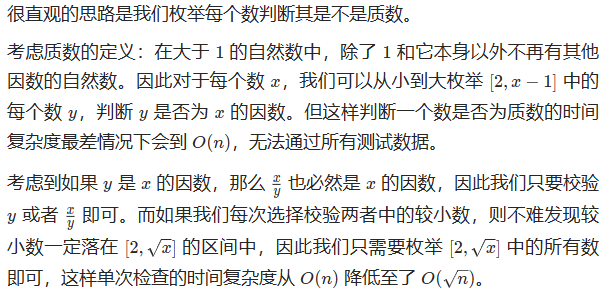 很直观的思路是我们枚举每个数判断其是不是质数。
考虑质数的定义：在大于 1 的自然数中，除了 1 和它本身以外不再有其他
因数的自然数。因此对于每个数 x，我们可以从小到大枚举 [2, x − 1] 中的
每个数 y，判断 y 是否为 x 的因数。但这样判断一个数是否为质数的时间
复杂度最差情况下会到 O(n)，无法通过所有测试数据。
考虑到如果 y 是 x 的因数，那么 x/y 也必然是 x 的因数，因此我们只要校验
y 或者 x/y 即可。而如果我们每次选择校验两者中的较小数，则不难发现较
小数一定落在 [2, √x] 的区间中，因此我们只需要枚举 [2, √x] 中的所有数
即可，这样单次检查的时间复杂度从 O(n) 降低至了 O(√n)。